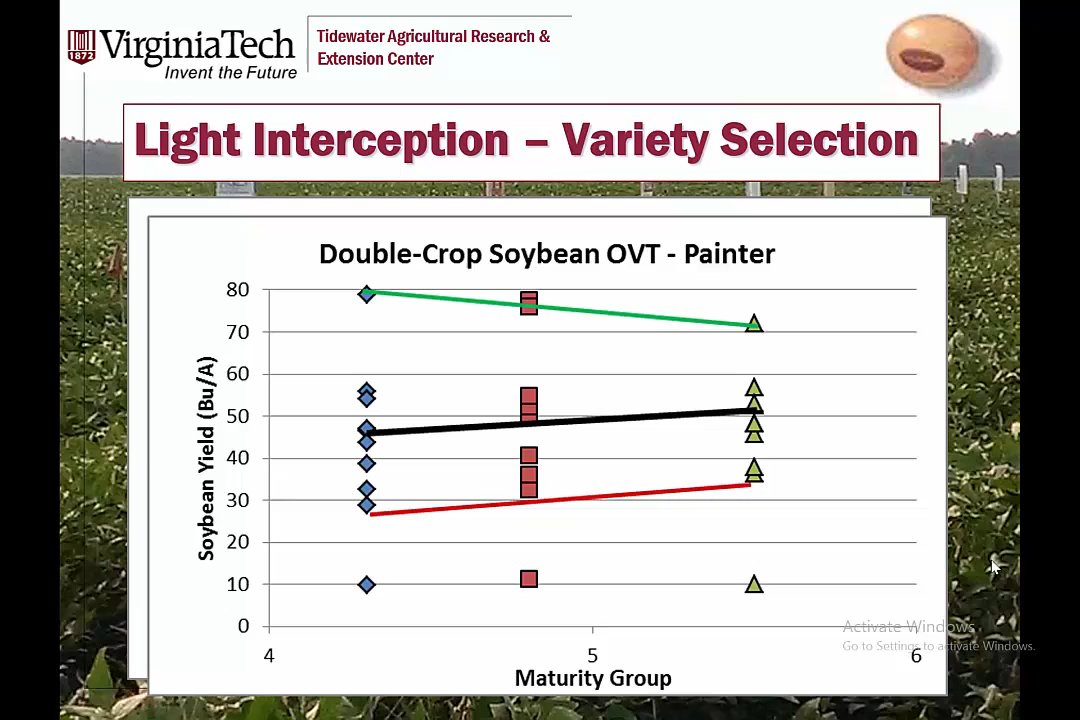 VirginiaTech
1872
Invent the Future
Tidewater Agricultural Research &
Extension Center
Light Interception – Variety Selection
Double-Crop Soybean OVT - Painter
80
70
60
50
40
30
20
10
0
Soybean Yield (Bu/A)
4
5
6
Maturity Group
Activate Windows
Go to Settings to activate Windows.